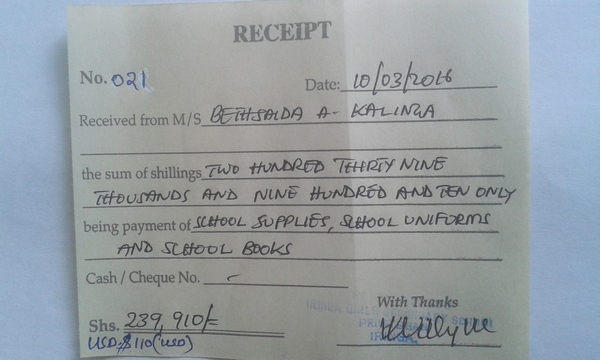 RECEIPT
No. 021
Date: 10/03/2016
Received from M/S BETHSAIDA A- KALINGA
the sum of shillings TWO HUNDRED THIRTY NINE
THOUSANDS AND NINE HUNDRED AND TEN ONLY
being payment of SCHOOL SUPPLIES, SCHOOL UNIFORMS
AND SCHOOL BOOKS
Cash / Cheque No. -
With Thanks
Shs. 239,910/=
IRINGA
USD $110 (USD)